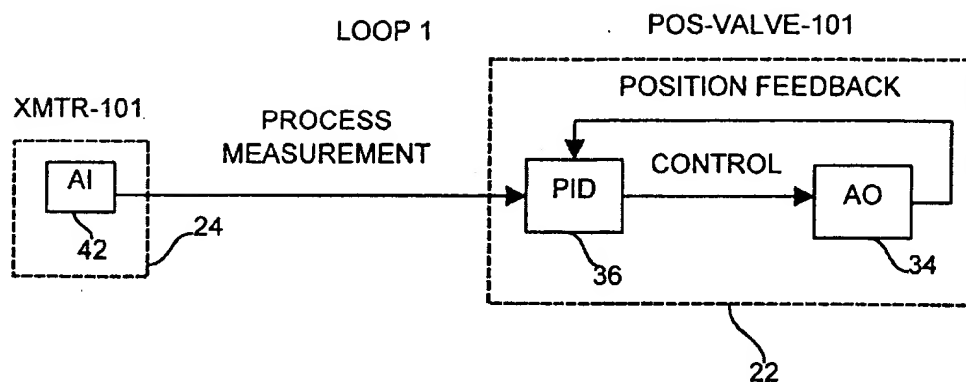 LOOP 1
POS-VALVE-101
XMTR-101
PROCESS
MEASUREMENT
POSITION FEEDBACK
AI
PID
CONTROL
AO
42
24
36
34
22